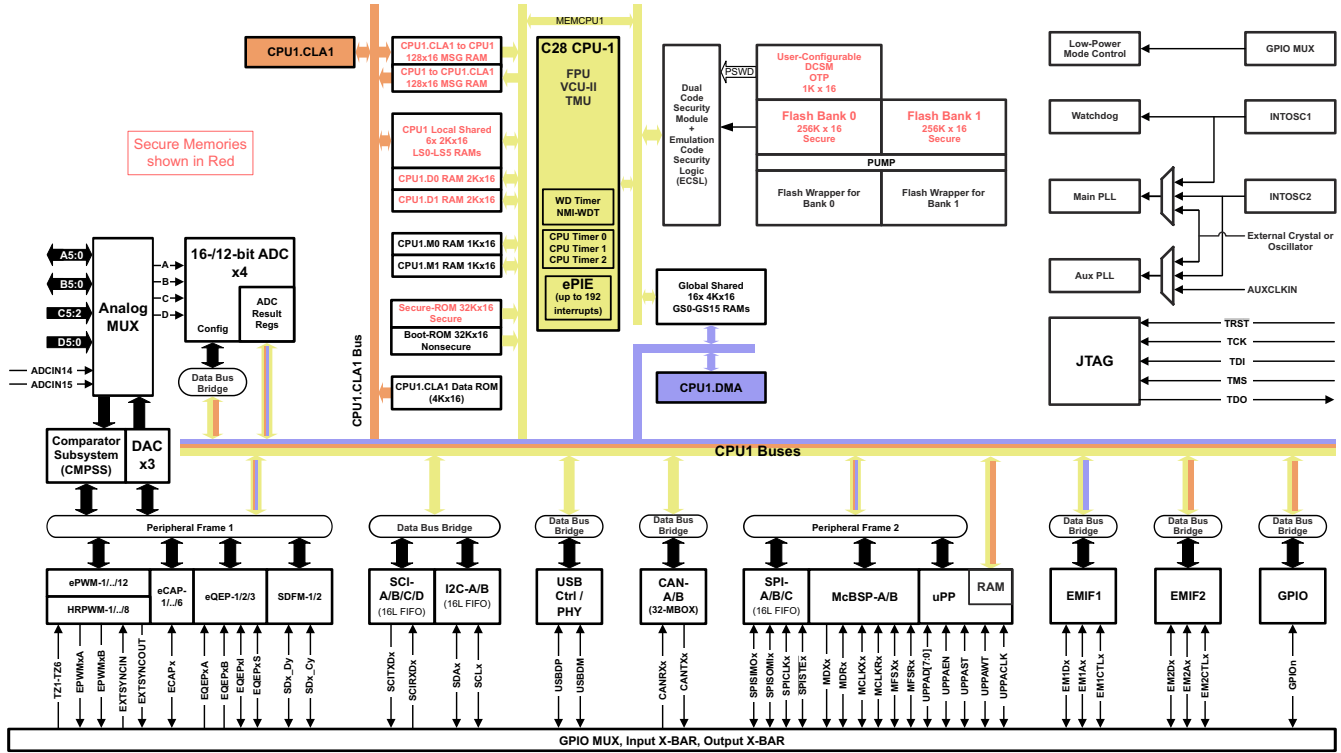 MEMCPU1
CPU1.CLA1
CPU1.CLA1 to CPU1
128x16 MSG RAM
CPU1 to CPU1.CLA1
128x16 MSG RAM
C28 CPU-1
FPU
VCU-II
TMU
Dual
Code
Security
Module
+
Emulation
Code
Security
Logic
(ECSL)
PSWD
User-Configurable
DCSM
OTP
1K x 16
Flash Bank 0
256K x 16
Secure
Flash Bank 1
256K x 16
Secure
PUMP
Flash Wrapper for
Bank 0
Flash Wrapper for
Bank 1
Low-Power
Mode Control
GPIO MUX
Watchdog
INTOSC1
Main PLL
INTOSC2
External Crystal or
Oscillator
Aux PLL
AUXCLKIN
Secure Memories
shown in Red
CPU1 Local Shared
6x 2Kx16
LS0-LS5 RAMs
CPU1.D0 RAM 2Kx16
CPU1.D1 RAM 2Kx16
WD Timer
NMI-WDT
CPU Timer 0
CPU Timer 1
CPU Timer 2
CPU1.M0 RAM 1Kx16
CPU1.M1 RAM 1Kx16
ePIE
(up to 192
interrupts)
Global Shared
16x 4Kx16
GS0-GS15 RAMs
Secure-ROM 32Kx16
Secure
Boot-ROM 32Kx16
Nonsecure
CPU1.CLA1 Data ROM
(4Kx16)
CPU1.CLA1 Bus
CPU1.DMA
JTAG
TRST
TCK
TDI
TMS
TDO
A5:0
B5:0
C5:2
D5:0
ADCIN14
ADCIN15
Analog
MUX
A
B
C
D
16-/12-bit ADC
x4
Config
ADC
Result
Regs
Data Bus
Bridge
Comparator
Subsystem
(CMPSS)
DAC
x3
CPU1 Buses
Peripheral Frame 1
Data Bus Bridge
Data Bus
Bridge
Data Bus
Bridge
Peripheral Frame 2
Data Bus
Bridge
Data Bus
Bridge
Data Bus
Bridge
ePWM-1/../12
HRPWM-1/../8
eCAP-
1/../6
eQEP-1/2/3
SDFM-1/2
SCI-
A/B/C/D
(16L FIFO)
I2C-A/B
(16L FIFO)
USB
Ctrl /
PHY
CAN-
A/B
(32-MBOX)
SPI-
A/B/C
(16L FIFO)
McBSP-A/B
uPP
RAM
EMIF1
EMIF2
GPIO
TZ1-TZ6
EPWMxA
EPWMxB
EXTSYNCIN
EXTSYNCOUT
ECAPx
EQEPxA
EQEPxB
EQEPxI
EQEPxS
SDx_Dy
SDx_Cy
SCITXDx
SCIRXDx
SDAx
SCLx
USBDP
USBDM
CANRXx
CANTXx
SPISIMOx
SPISOMIx
SPICLKx
SPISTEx
MDXx
MDRx
MCLKXx
MCLKRx
MFSXx
MFSRx
UPPAD[7:0]
UPPAEN
UPPAST
UPPAWT
UPPACLK
EM1Dx
EM1Ax
EM1CTLx
EM2Dx
EM2Ax
EM2CTLx
GPIOn
GPIO MUX, Input X-BAR, Output X-BAR